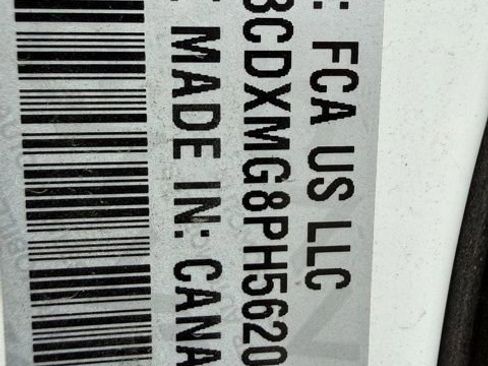 : FCA US LLC
3CDXMG8PH5620
: MADE IN: CANA